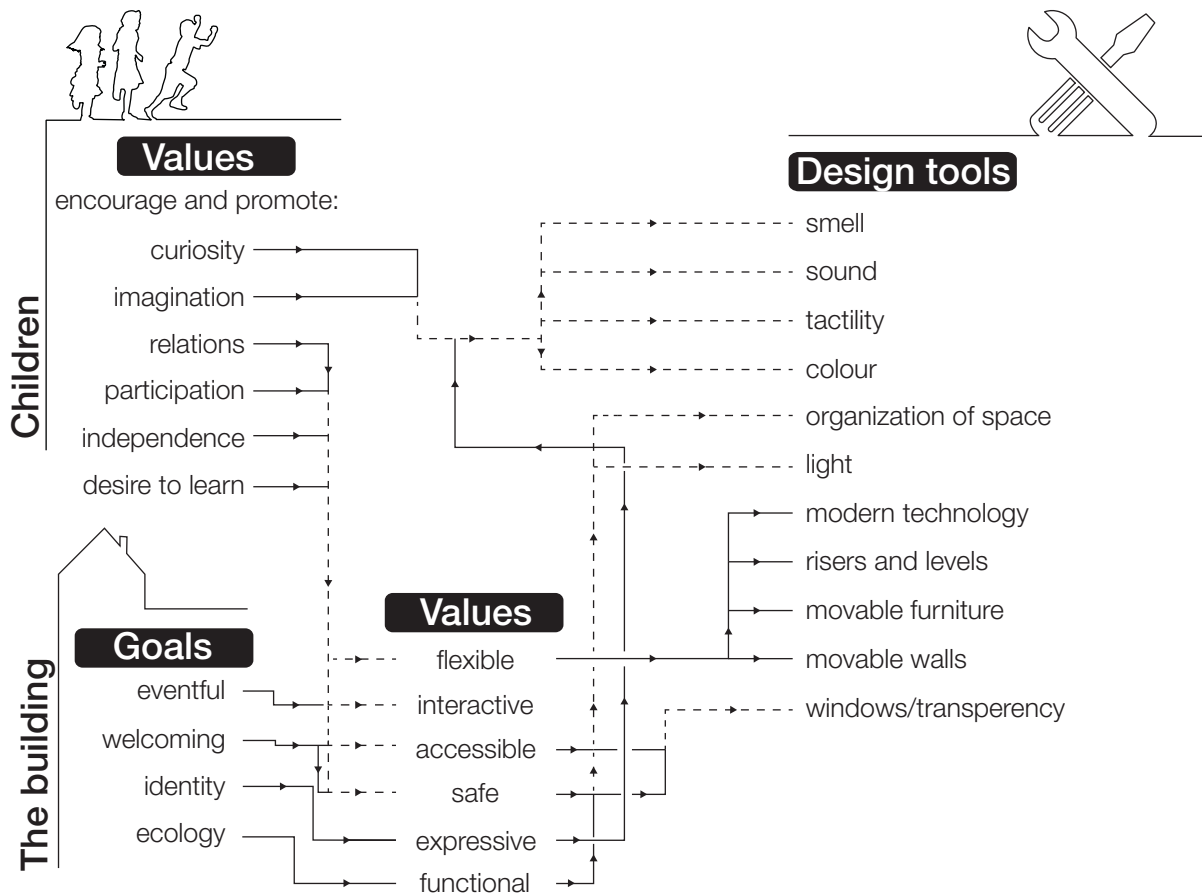 Values
encourage and promote:
curiosity
imagination
relations
participation
independence
desire to learn
Children
Goals
eventful
welcoming
identity
ecology
The building
Values
flexible
interactive
accessible
safe
expressive
functional
Design tools
smell
sound
tactility
colour
organization of space
light
modern technology
risers and levels
movable furniture
movable walls
windows/transperency